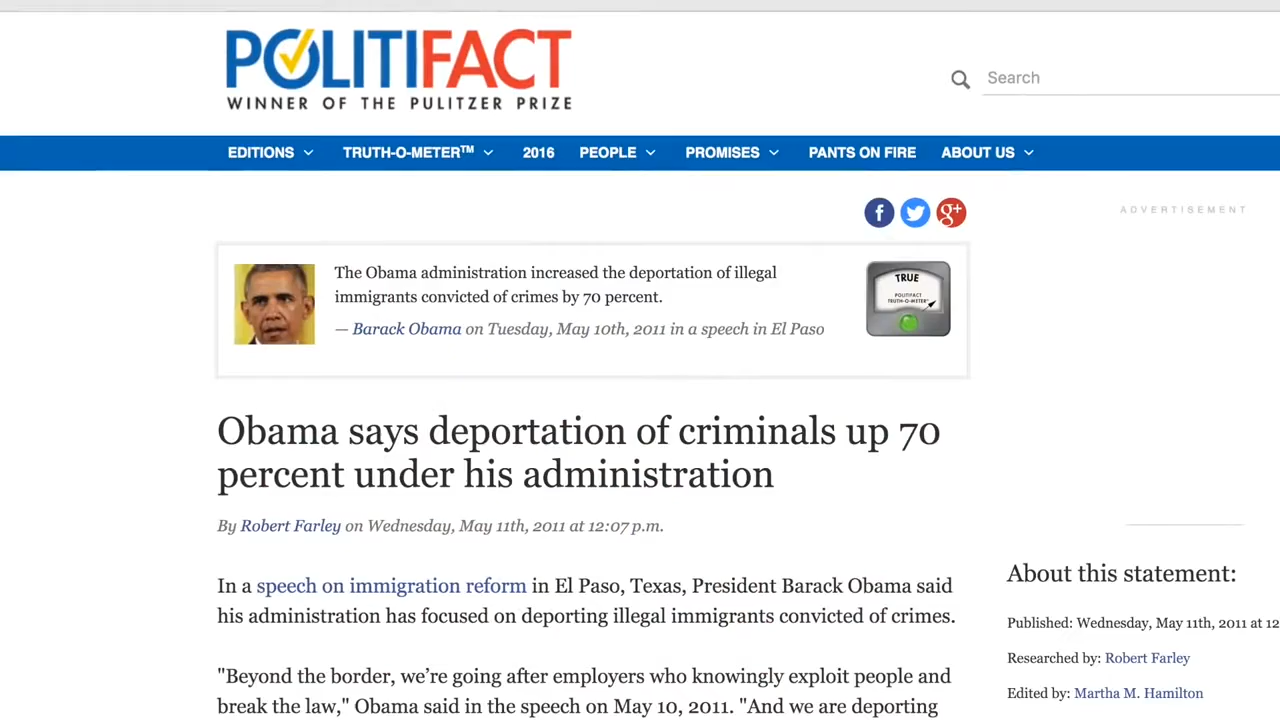 POLITIFACT
WINNER OF THE PULITZER PRIZE
Search
EDITIONS TRUTH-O-METER™ 2016 PEOPLE PROMISES PANTS ON FIRE ABOUT US
f g+
ADVERTISEMENT
The Obama administration increased the deportation of illegal
immigrants convicted of crimes by 70 percent.
— Barack Obama on Tuesday, May 10th, 2011 in a speech in El Paso
TRUE
POLITIFACT
TRUTH-O-METER™
Obama says deportation of criminals up 70
percent under his administration
By Robert Farley on Wednesday, May 11th, 2011 at 12:07 p.m.
In a speech on immigration reform in El Paso, Texas, President Barack Obama said
his administration has focused on deporting illegal immigrants convicted of crimes.
"Beyond the border, we’re going after employers who knowingly exploit people and
break the law," Obama said in the speech on May 10, 2011. "And we are deporting
About this statement:
Published: Wednesday, May 11th, 2011 at 12
Researched by: Robert Farley
Edited by: Martha M. Hamilton